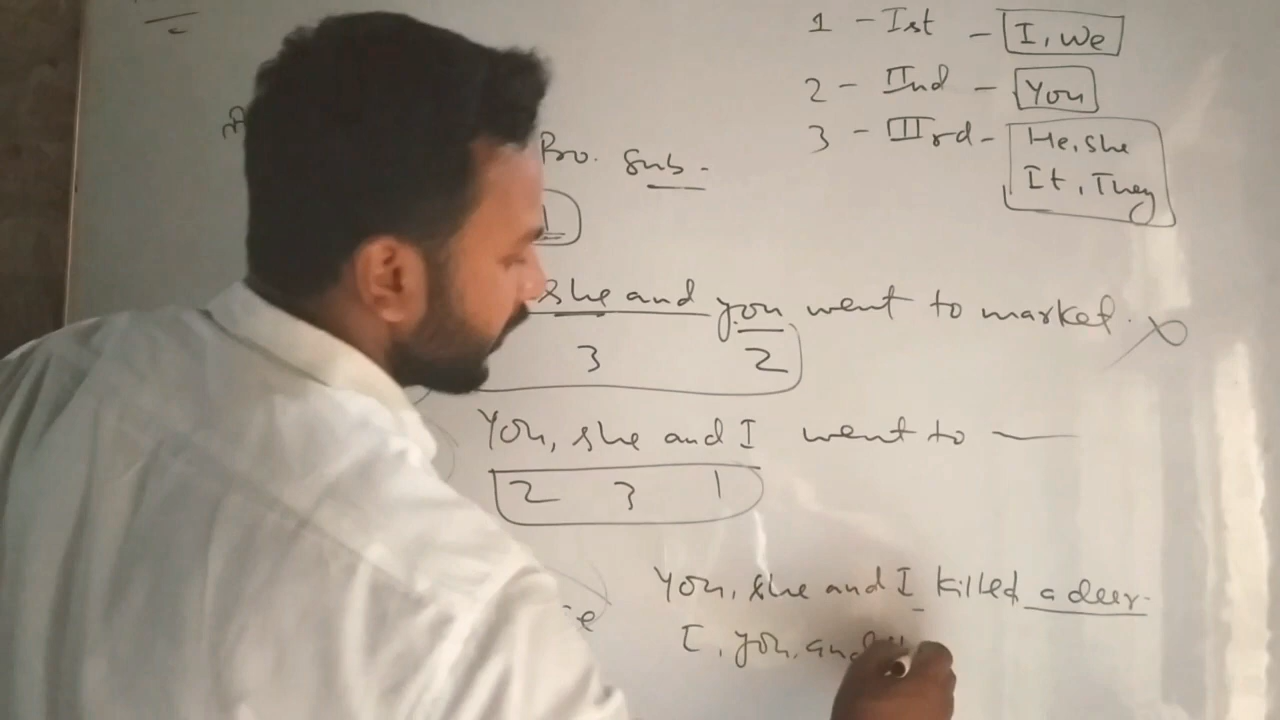 1 - Ist - I, We
2 - IInd - You
3 - IIIrd - He, she
It, They
Pro. Sub.
1
she and you went to market.
3 2
You, she and I went to
2 3 1
You, she and I killed a deer.
I, you, and